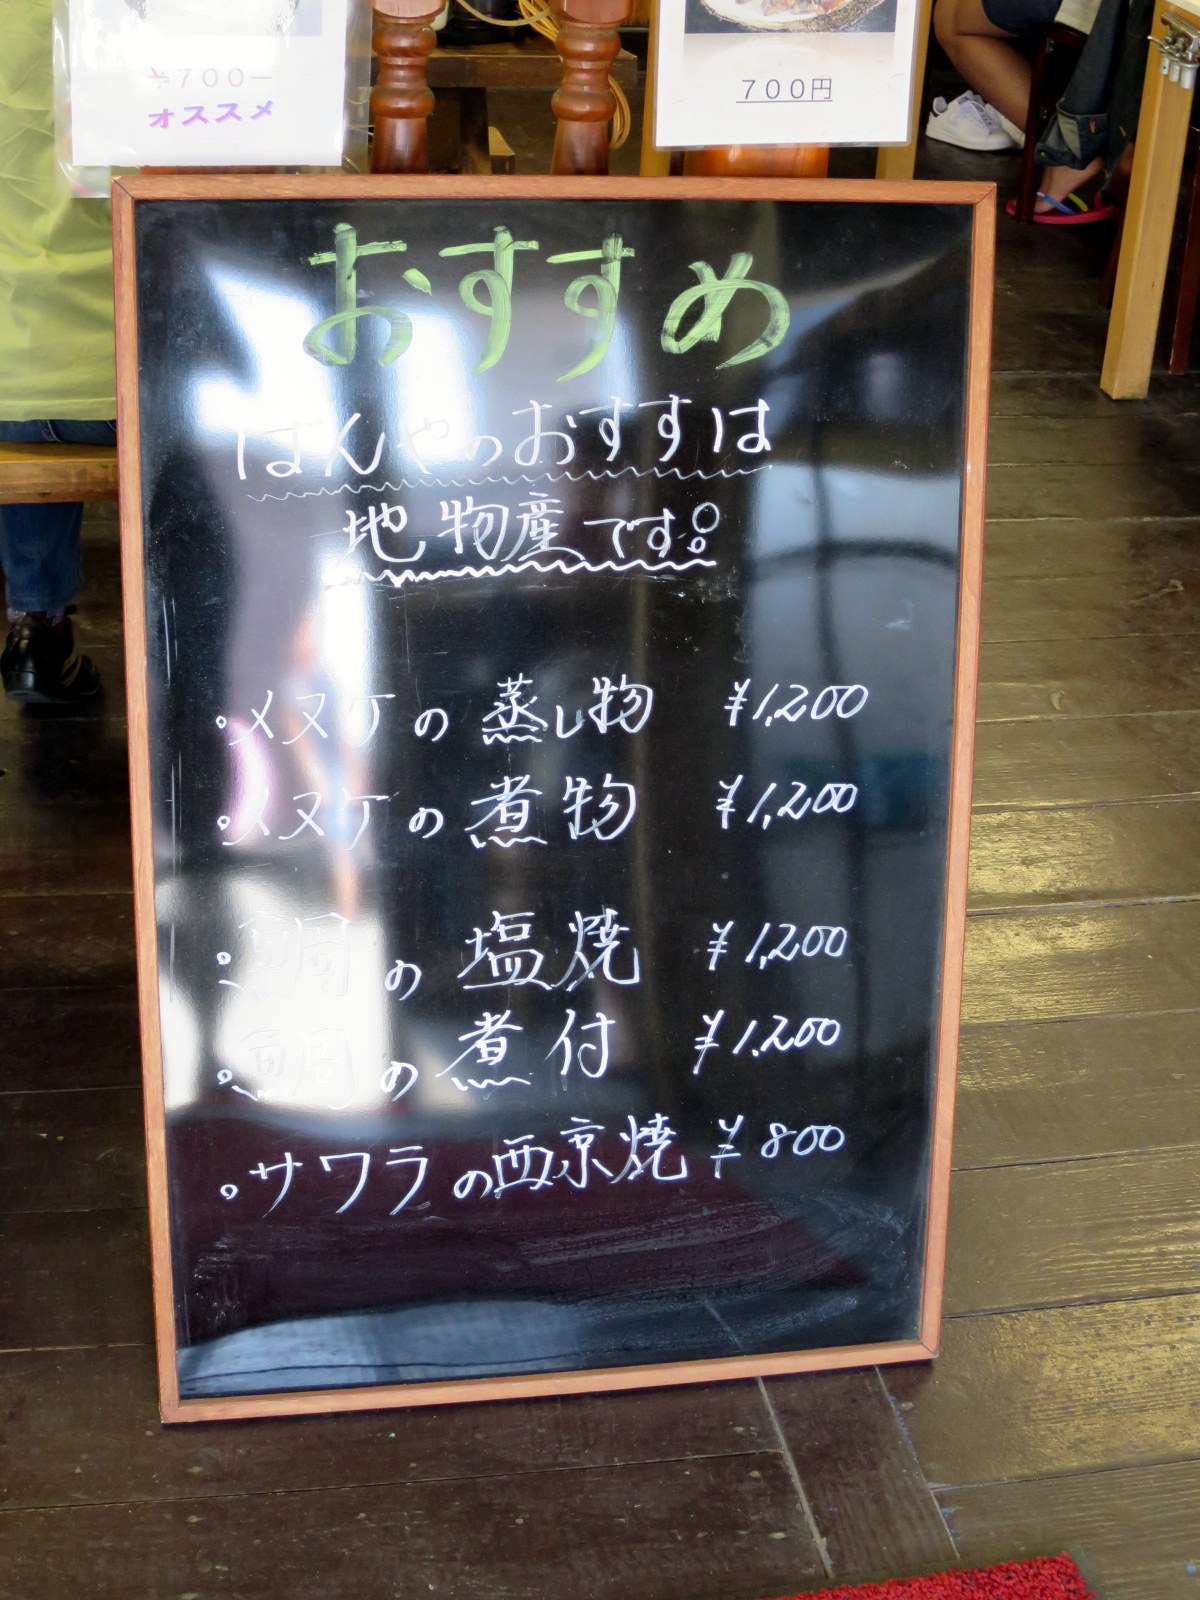 ¥700ー
オススメ
700円
おすすめ
ばんやのおすすは
地物産です。
。メヌケの蒸し物 ¥1,200
。メヌケの煮物 ¥1,200
。鯛の塩焼 ¥1,200
。鯛の煮付 ¥1,200
。サワラの西京焼 ¥800